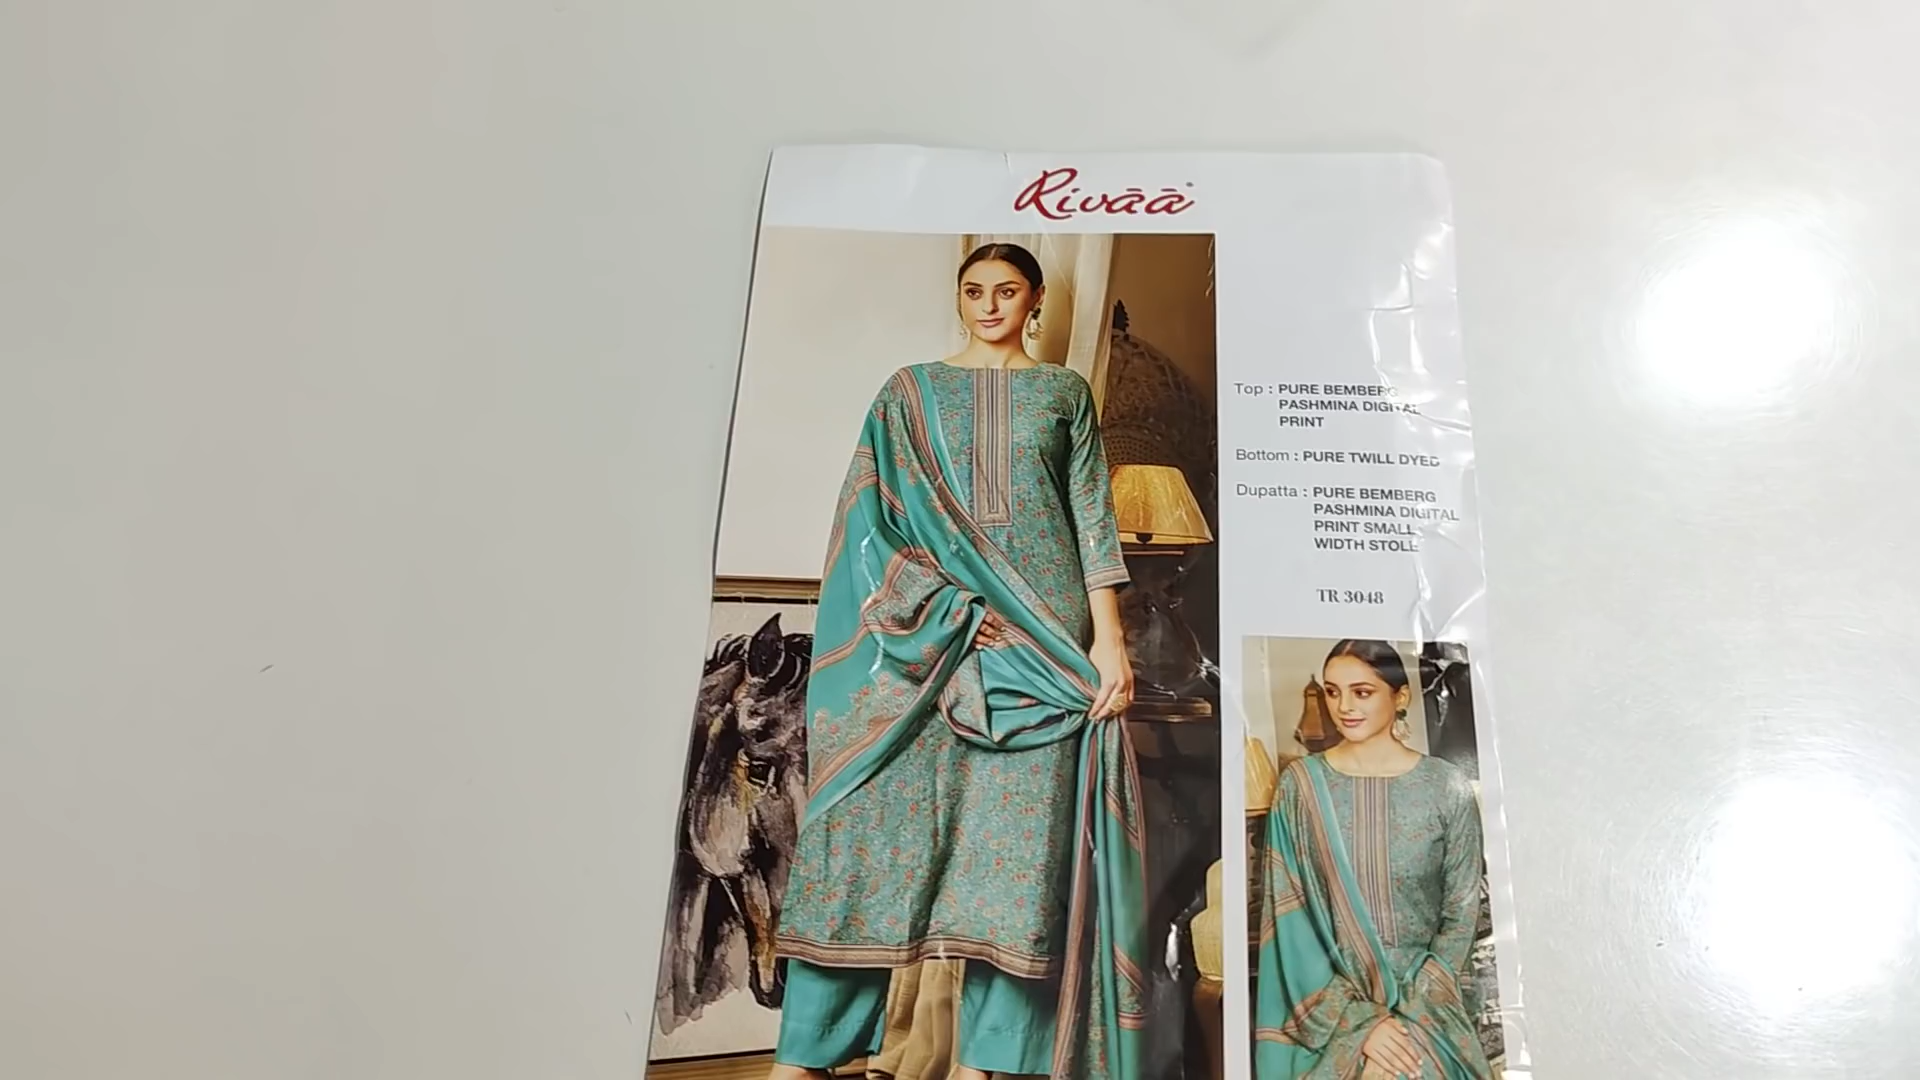 Rivāā
Top : PURE BEMBERG
PASHMINA DIGITAL
PRINT
Bottom : PURE TWILL DYED
Dupatta : PURE BEMBERG
PASHMINA DIGITAL
PRINT SMALL
WIDTH STOLE
TR 3048